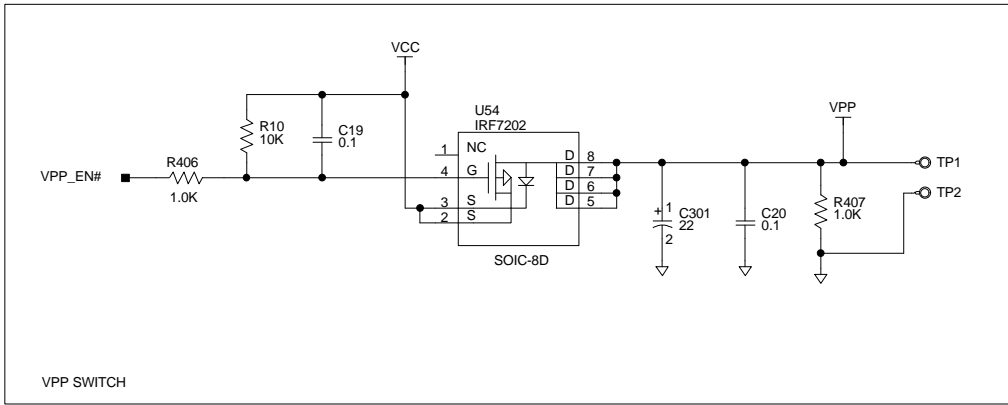 VCC
U54
IRF7202
VPP
R10
10K
C19
0.1
1
NC
D
8
TP1
R406
D
7
VPP_EN#
4
G
D
6
TP2
1.0K
3
S
D
5
2
S
+
1
C301
22
2
C20
0.1
R407
1.0K
SOIC-8D
VPP SWITCH